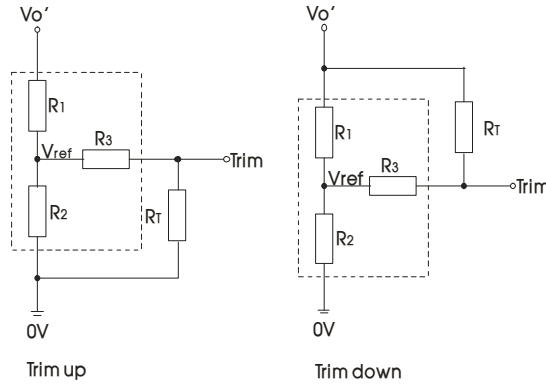 Vo'
R1
R3
Vref
Trim
R2
RT
0V
Trim up
Vo'
R1
RT
R3
Vref
Trim
R2
0V
Trim down